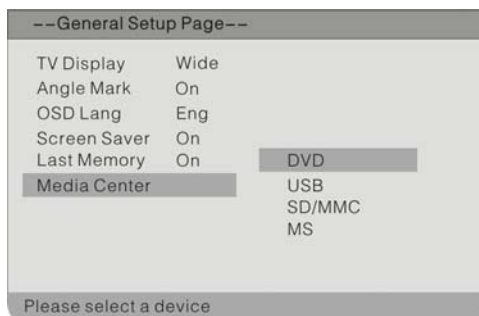 --General Setup Page--
TV Display Wide
Angle Mark On
OSD Lang Eng
Screen Saver On
Last Memory On DVD
Media Center USB
SD/MMC
MS
Please select a device